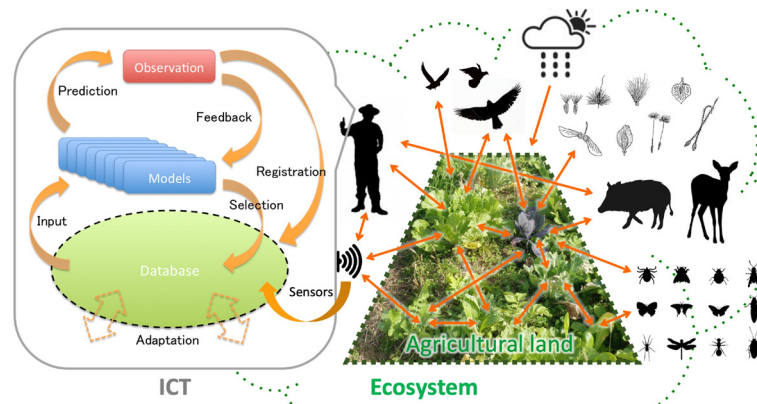 Observation
Prediction
Feedback
Registration
Models
Selection
Input
Database
Sensors
Adaptation
Agricultural land
ICT
Ecosystem